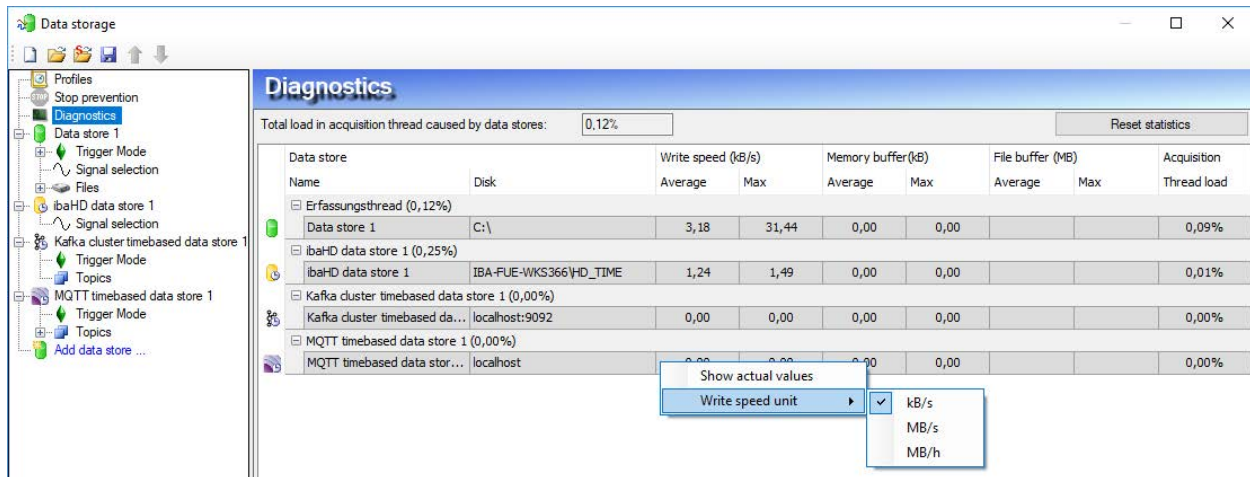 Data storage
Profiles
Stop prevention
Diagnostics
Data store 1
Trigger Mode
Signal selection
Files
ibaHD data store 1
Signal selection
Kafka cluster timebased data store 1
Trigger Mode
Topics
MQTT timebased data store 1
Trigger Mode
Topics
Add data store ...
Diagnostics
Total load in acquisition thread caused by data stores: 0,12% Reset statistics
Data store Write speed (kB/s) Memory buffer(kB) File buffer (MB) Acquisition
Name Disk Average Max Average Max Average Max Thread load
Erfassungsthread (0,12%)
Data store 1 C:\ 3,18 31,44 0,00 0,00 0,09%
ibaHD data store 1 (0,25%)
ibaHD data store 1 IBA-FUE-WKS366\HD_TIME 1,24 1,49 0,00 0,00 0,01%
Kafka cluster timebased data store 1 (0,00%)
Kafka cluster timebased da... localhost:9092 0,00 0,00 0,00 0,00 0,00%
MQTT timebased data store 1 (0,00%)
MQTT timebased data stor... localhost 0,00 0,00 0,00 0,00 0,00%
Show actual values
Write speed unit
kB/s
MB/s
MB/h